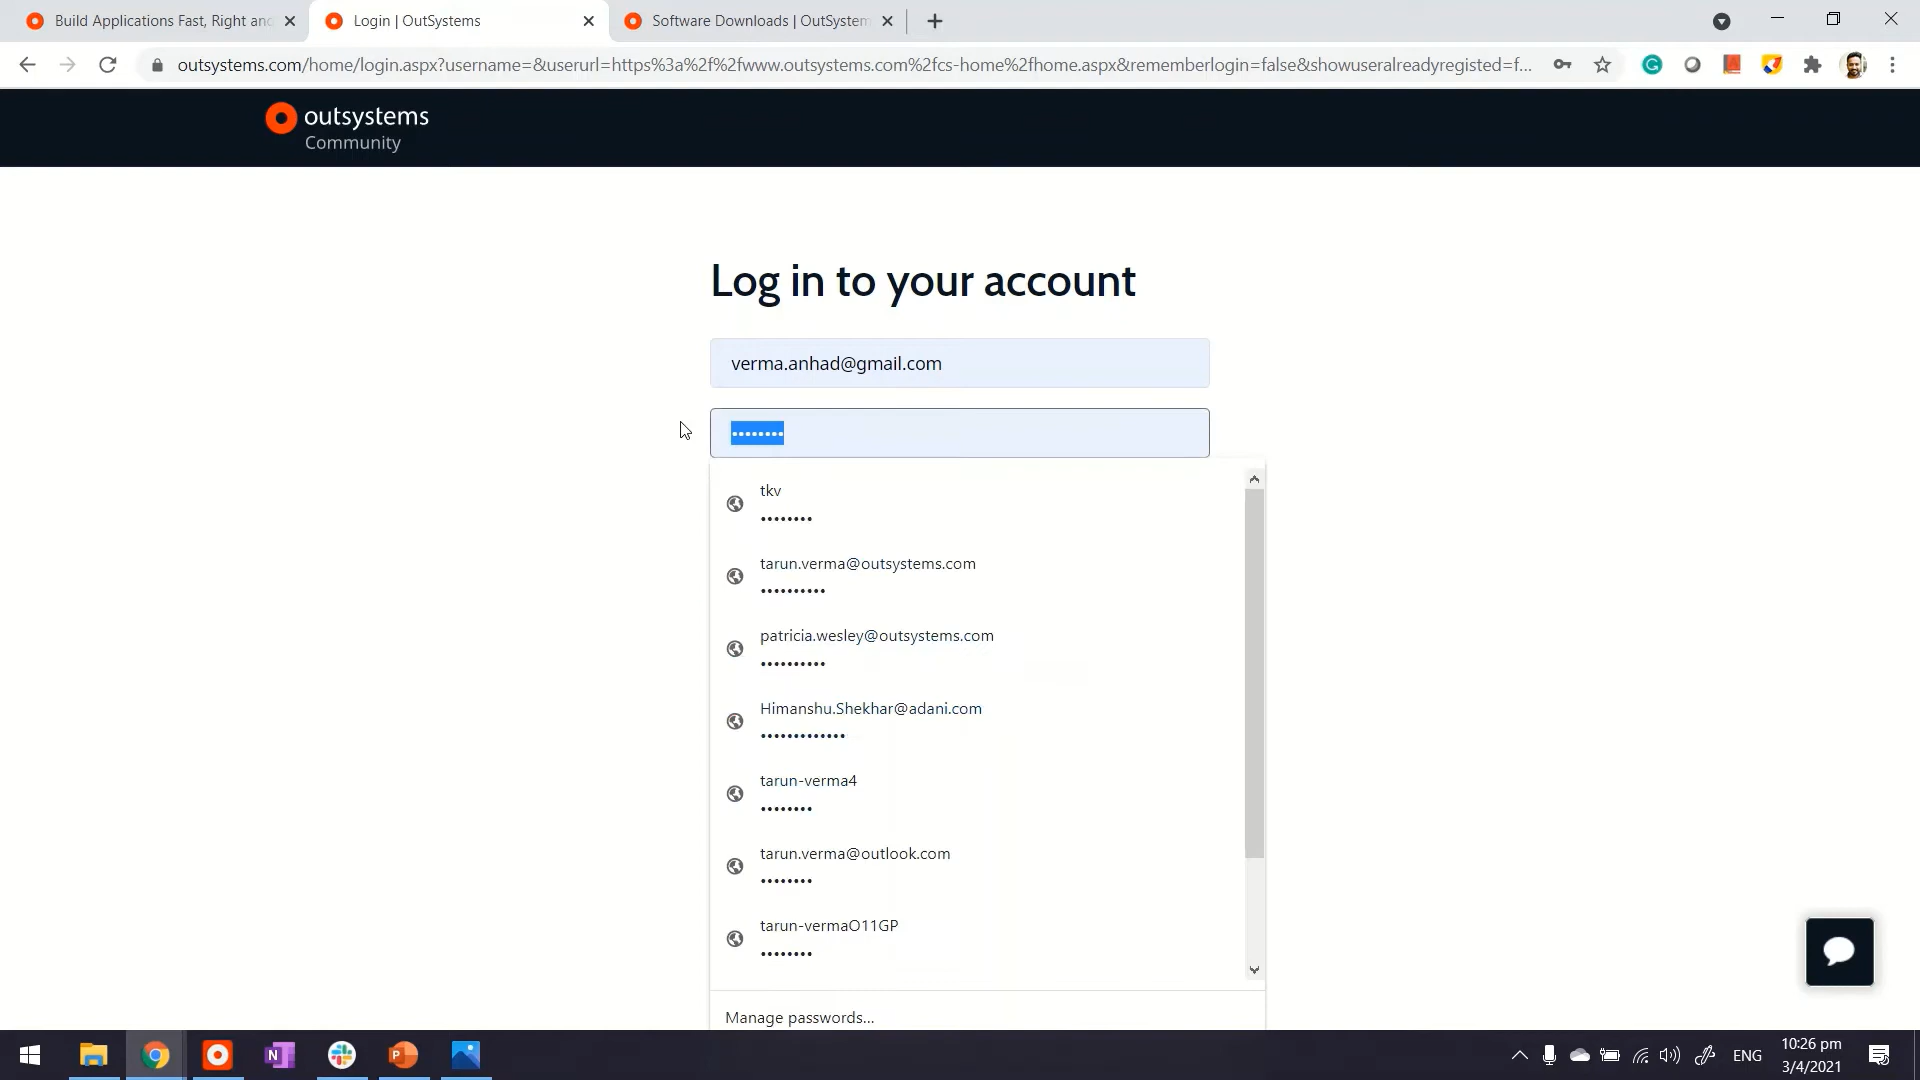 Build Applications Fast, Right and
Login | OutSystems
Software Downloads | OutSystem
outsystems.com/home/login.aspx?username=&userurl=https%3a%2f%2fwww.outsystems.com%2fcs-home%2fhome.aspx&rememberlogin=false&showuseralreadyregisted=f...
outsystems
Community
Log in to your account
verma.anhad@gmail.com
••••••••
tkv
••••••••
tarun.verma@outsystems.com
••••••••••
patricia.wesley@outsystems.com
••••••••••
Himanshu.Shekhar@adani.com
•••••••••••••
tarun-verma4
••••••••
tarun.verma@outlook.com
••••••••
tarun-vermaO11GP
••••••••
Manage passwords...
ENG
10:26 pm
3/4/2021